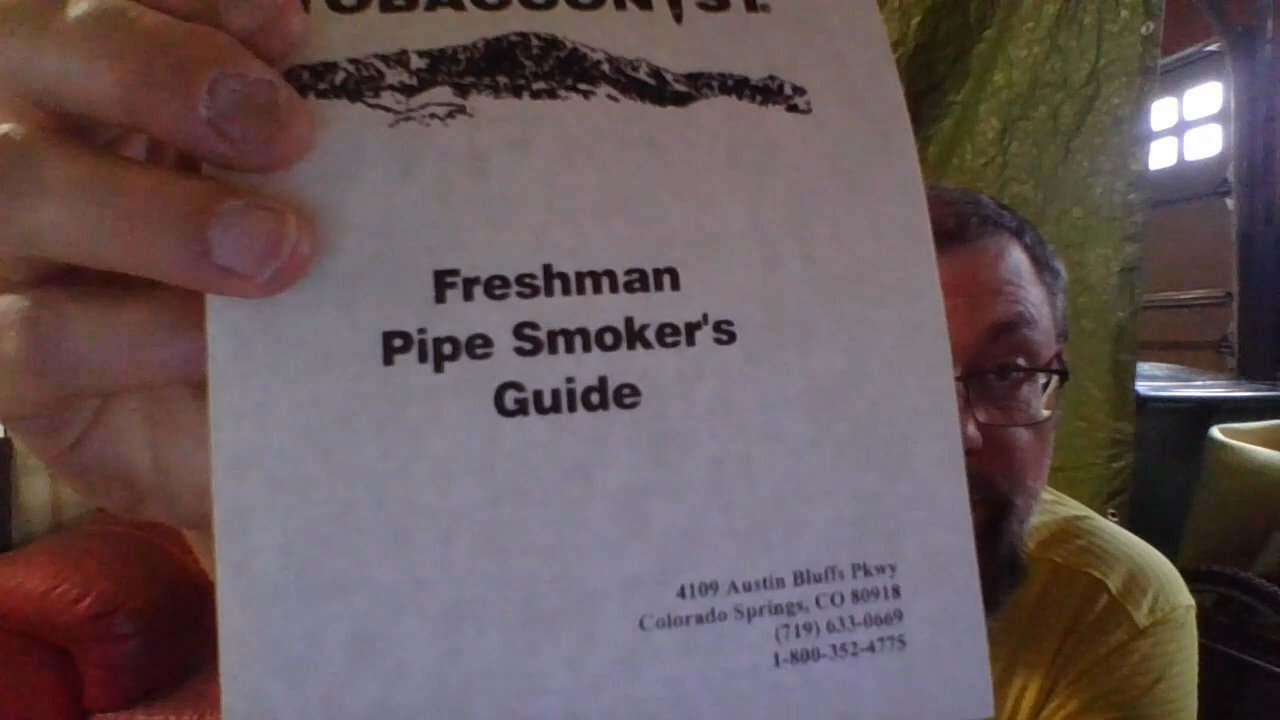 TOBACCONIST.
Freshman
Pipe Smoker's
Guide
4109 Austin Bluffs Pkwy
Colorado Springs, CO 80918
(719) 633-0669
1-800-352-4775